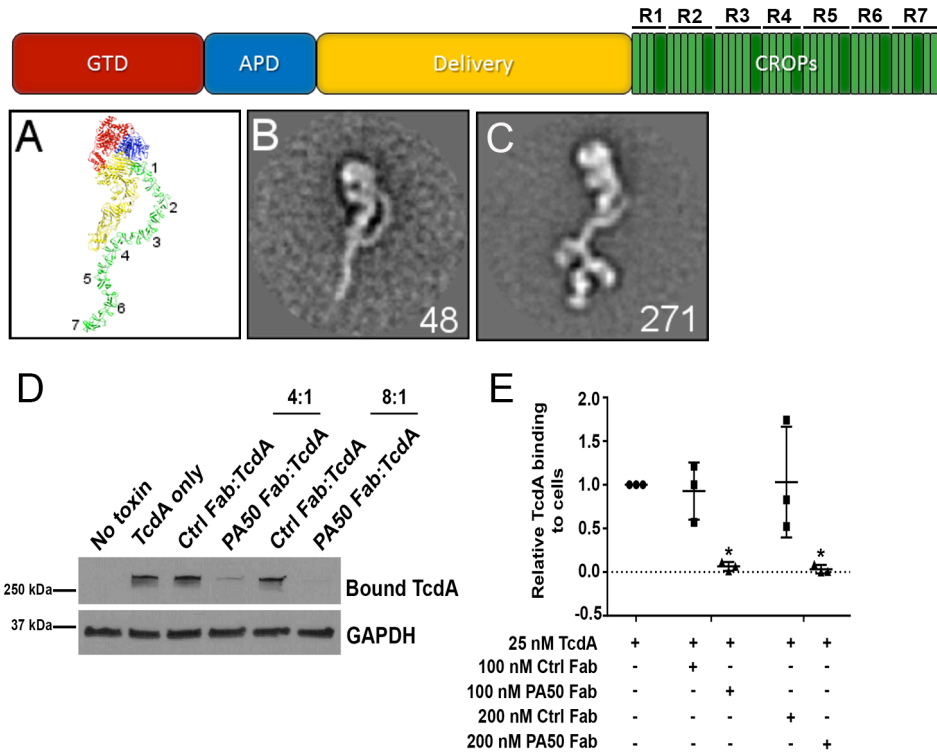 R1 R2 R3 R4 R5 R6 R7
GTD APD Delivery CROPs
A B C
1
2
3
4
5
6
7
48
271
D
4:1 8:1
No toxin
TcdA only
Ctrl Fab:TcdA
PA50 Fab:TcdA
Ctrl Fab:TcdA
PA50 Fab:TcdA
250 kDa
Bound TcdA
37 kDa
GAPDH
E
Relative TcdA binding
to cells
2.0
1.5
1.0
0.5
0.0
-0.5
* *
25 nM TcdA + + + + +
100 nM Ctrl Fab - + - - -
100 nM PA50 Fab - - + - -
200 nM Ctrl Fab - - - + -
200 nM PA50 Fab - - - - +